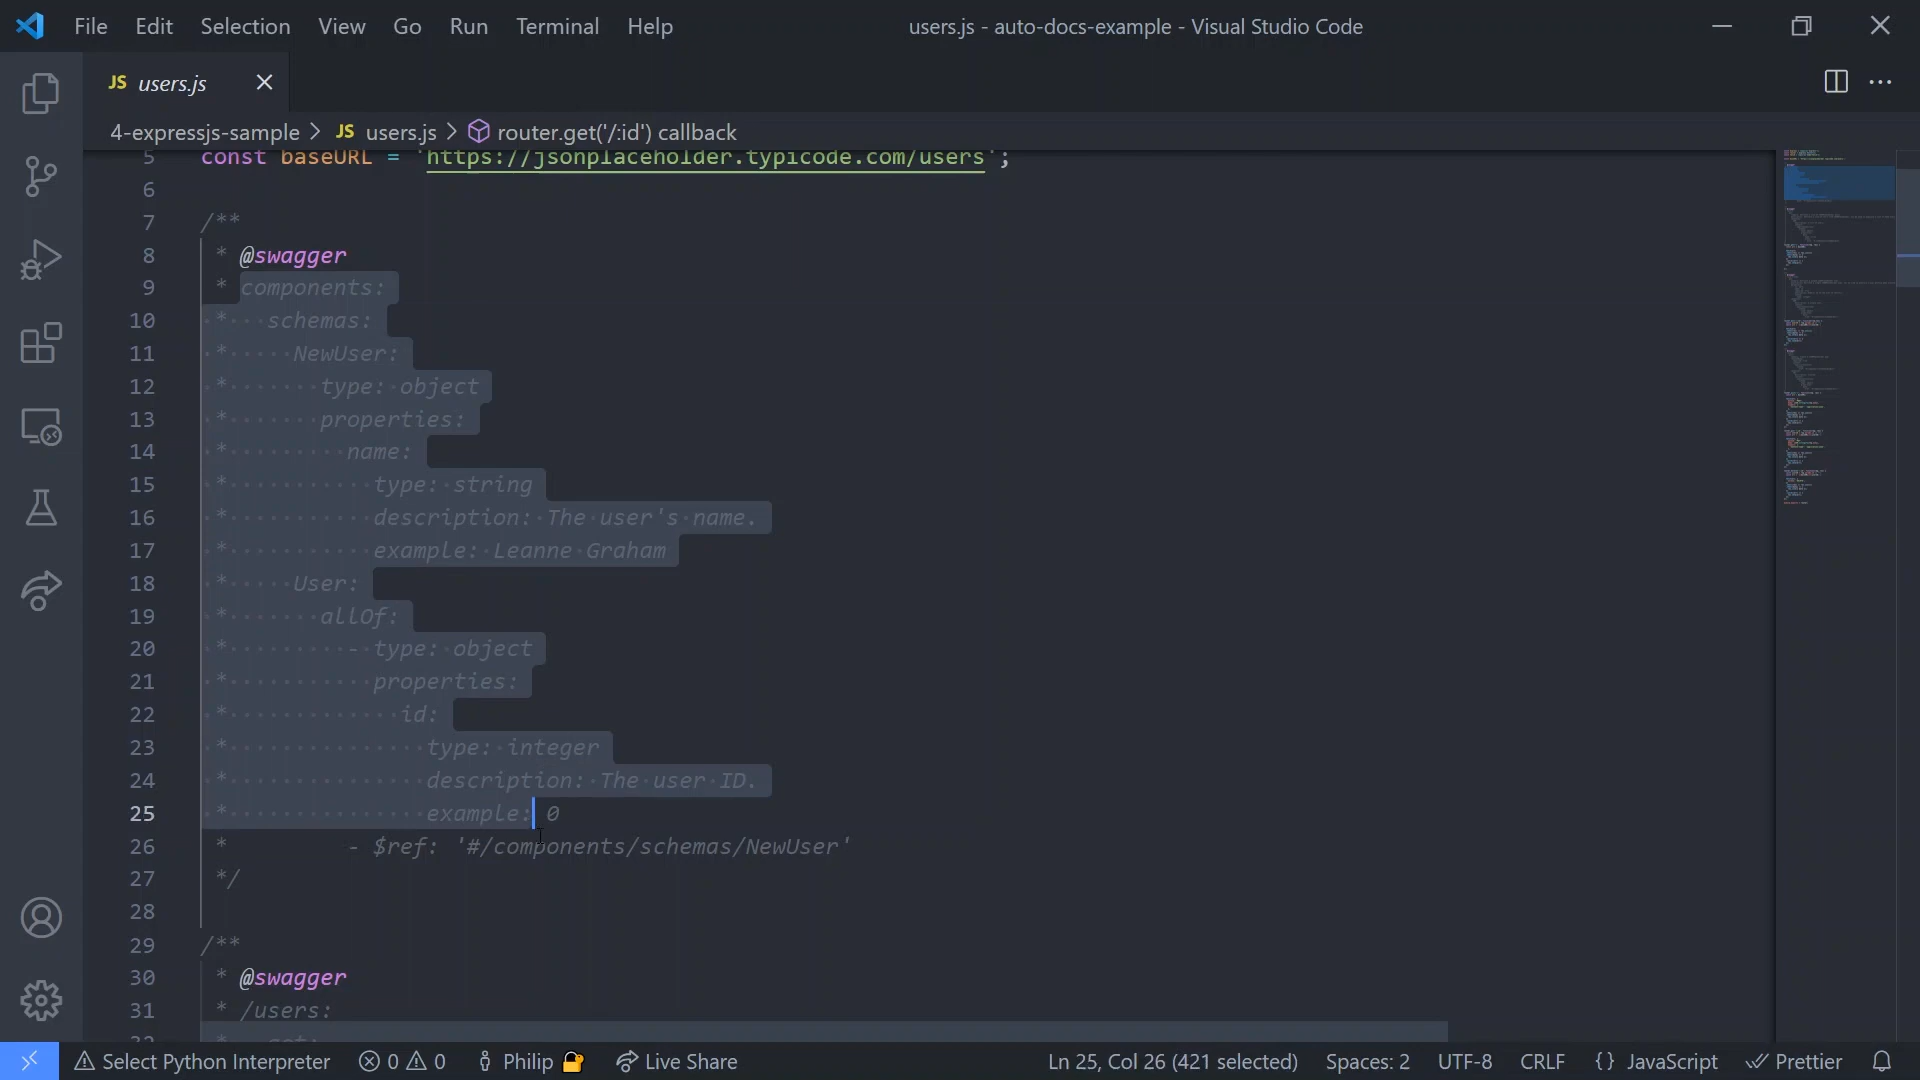 File Edit Selection View Go Run Terminal Help
users.js - auto-docs-example - Visual Studio Code
JS users.js
4-expressjs-sample > JS users.js > router.get('/:id') callback
5 const baseURL = 'https://jsonplaceholder.typicode.com/users';
6
7 /**
8 * @swagger
9 * components:
10 * schemas:
11 * NewUser:
12 * type: object
13 * properties:
14 * name:
15 * type: string
16 * description: The user's name.
17 * example: Leanne Graham
18 * User:
19 * allOf:
20 * - type: object
21 * properties:
22 * id:
23 * type: integer
24 * description: The user ID.
25 * example: 0
26 * - $ref: '#/components/schemas/NewUser'
27 */
28
29 /**
30 * @swagger
31 * /users:
32 * get:
Select Python Interpreter 0 0 Philip Live Share Ln 25, Col 26 (421 selected) Spaces: 2 UTF-8 CRLF {} JavaScript Prettier